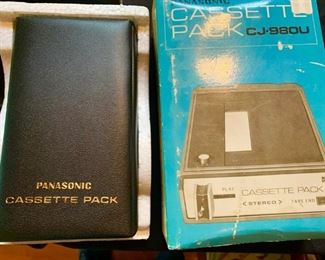 PANASONIC
CASSETTE PACK
PANASONIC
CASSETTE
PACK CJ-980U
PLAY
CASSETTE PACK
STEREO
TAPE END